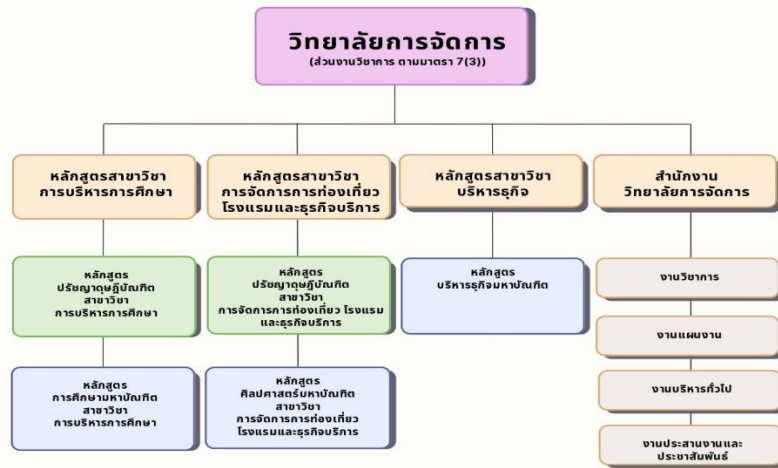 วิทยาลัยการจัดการ
(ส่วนงานวิชาการ ตามมาตรา 7(3))
หลักสูตรสาขาวิชา
การบริหารการศึกษา
หลักสูตรสาขาวิชา
การจัดการการท่องเที่ยว
โรงแรมและธุรกิจบริการ
หลักสูตรสาขาวิชา
บริหารธุรกิจ
สำนักงาน
วิทยาลัยการจัดการ
หลักสูตร
ปรัชญาดุษฎีบัณฑิต
สาขาวิชา
การบริหารการศึกษา
หลักสูตร
ปรัชญาดุษฎีบัณฑิต
สาขาวิชา
การจัดการการท่องเที่ยว โรงแรม
และธุรกิจบริการ
หลักสูตร
บริหารธุรกิจมหาบัณฑิต
งานวิชาการ
งานแผนงาน
หลักสูตร
การศึกษามหาบัณฑิต
สาขาวิชา
การบริหารการศึกษา
หลักสูตร
ศิลปศาสตร์มหาบัณฑิต
สาขาวิชา
การจัดการการท่องเที่ยว
โรงแรมและธุรกิจบริการ
งานบริหารทั่วไป
งานประสานงานและ
ประชาสัมพันธ์